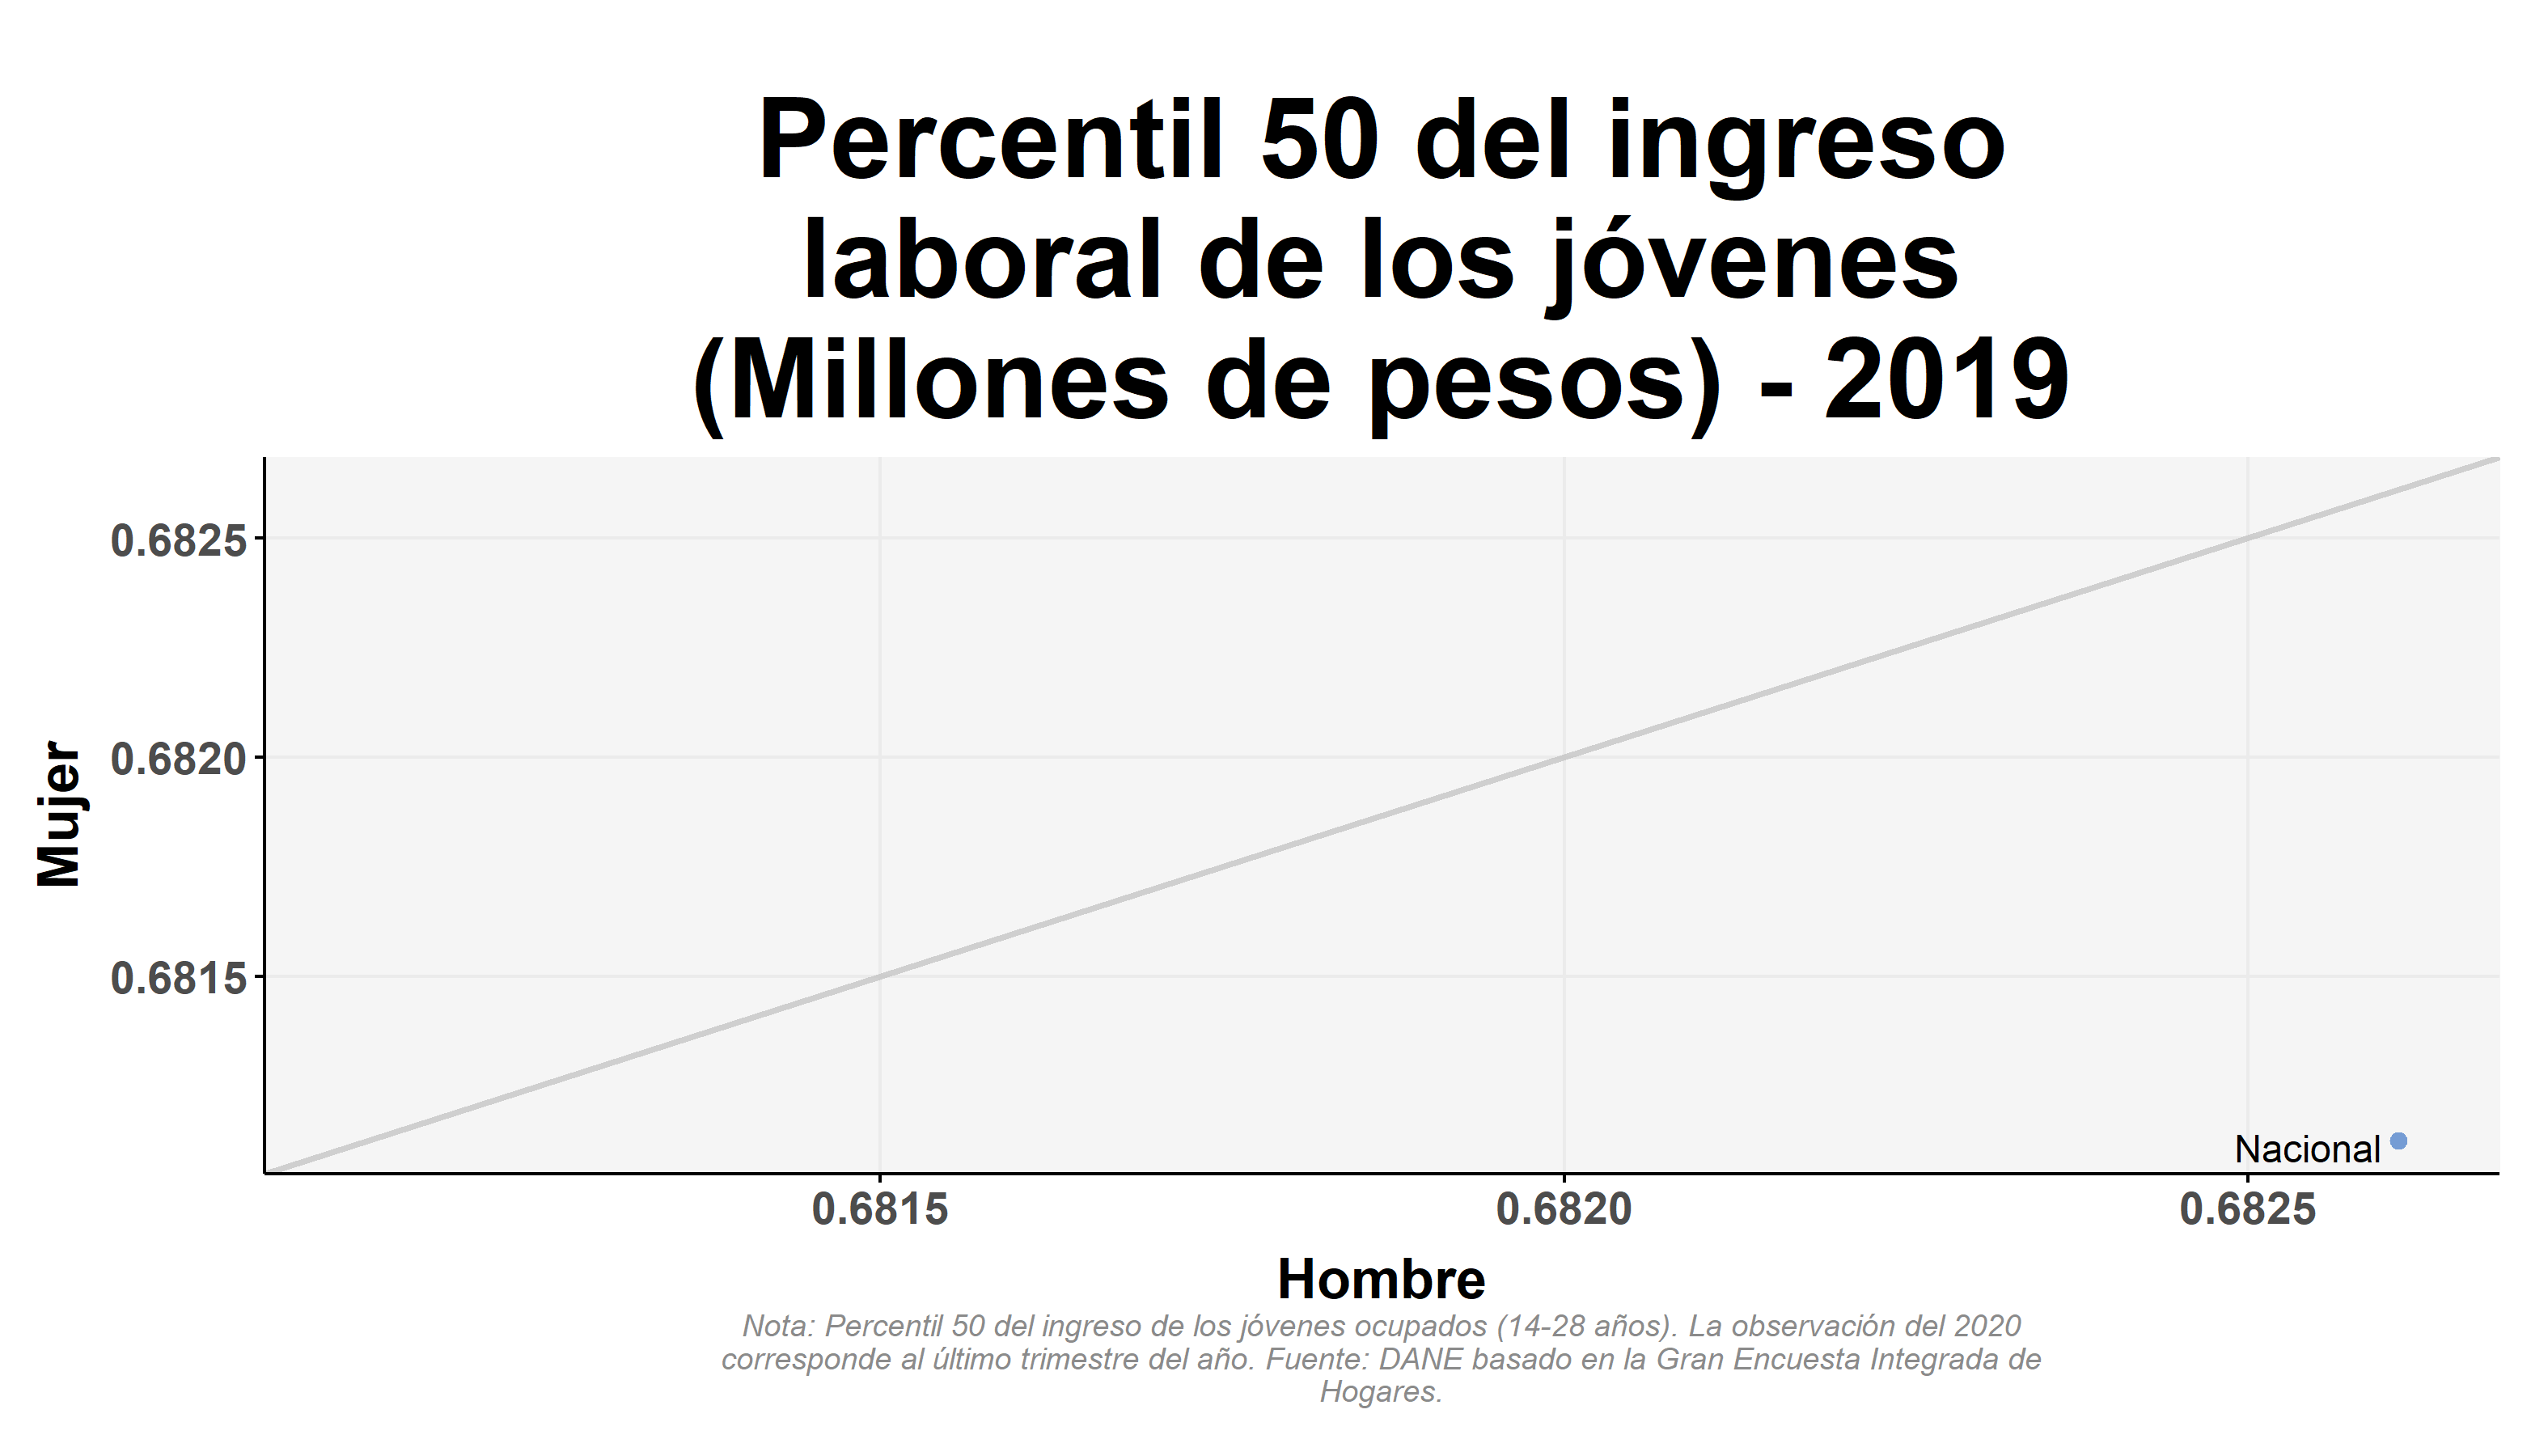 Percentil 50 del ingreso
laboral de los jóvenes
(Millones de pesos) - 2019
Mujer
0.6825
0.6820
0.6815
Nacional
0.6815
0.6820
0.6825
Hombre
Nota: Percentil 50 del ingreso de los jóvenes ocupados (14-28 años). La observación del 2020
corresponde al último trimestre del año. Fuente: DANE basado en la Gran Encuesta Integrada de
Hogares.